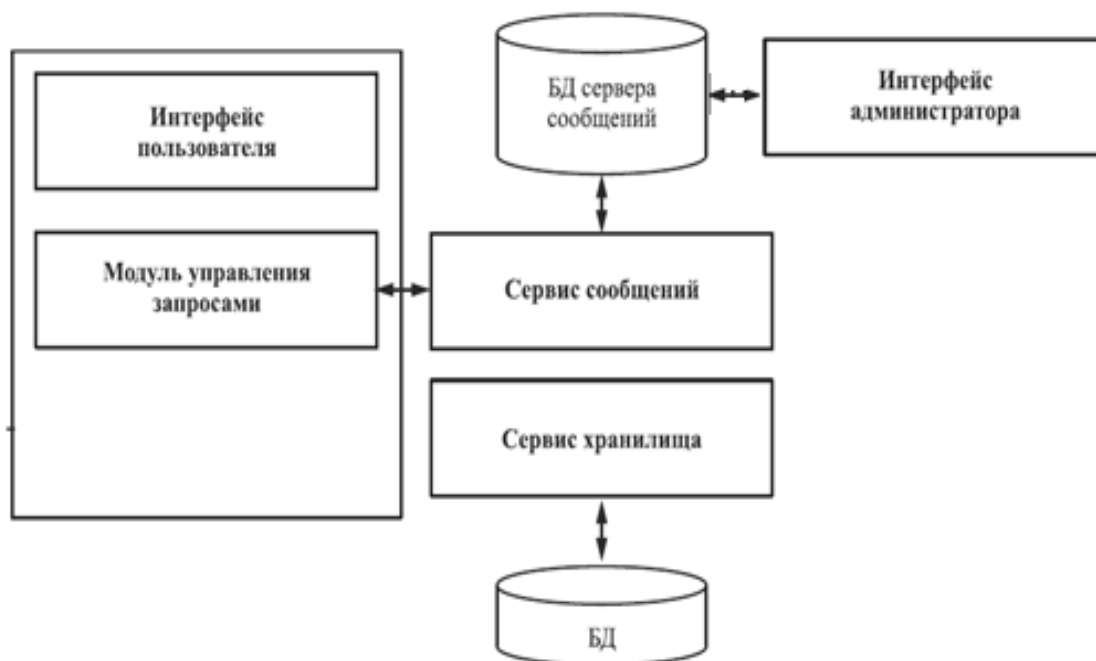 БД сервера
сообщений
Интерфейс
администратора
Интерфейс
пользователя
Модуль управления
запросами
Сервис сообщений
Сервис хранилища
БД